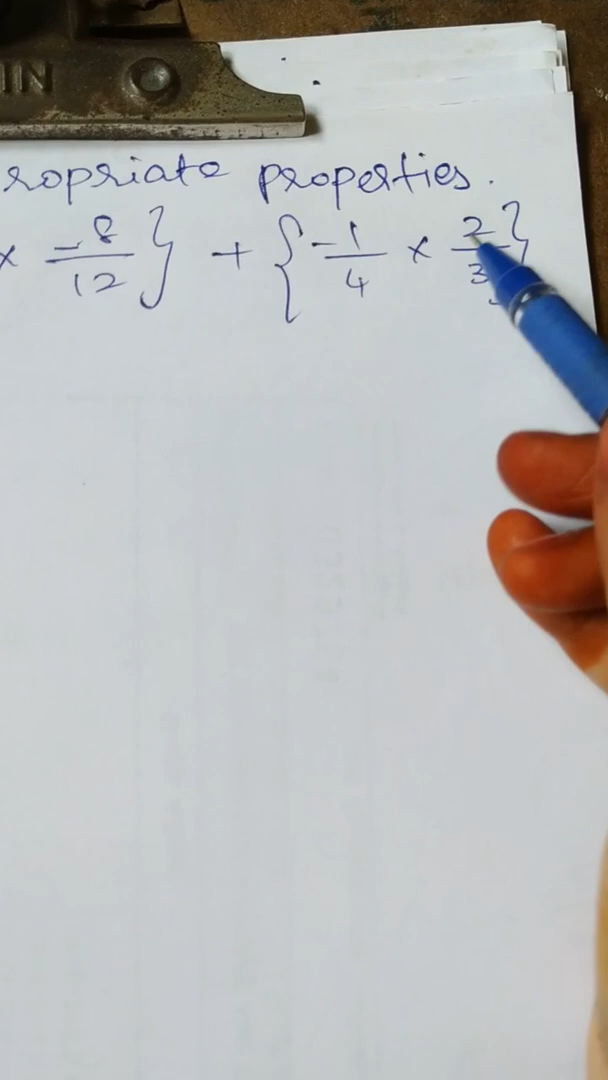 IN
ropriate properties.
× -8/12} + {-1/4 × 2/3}